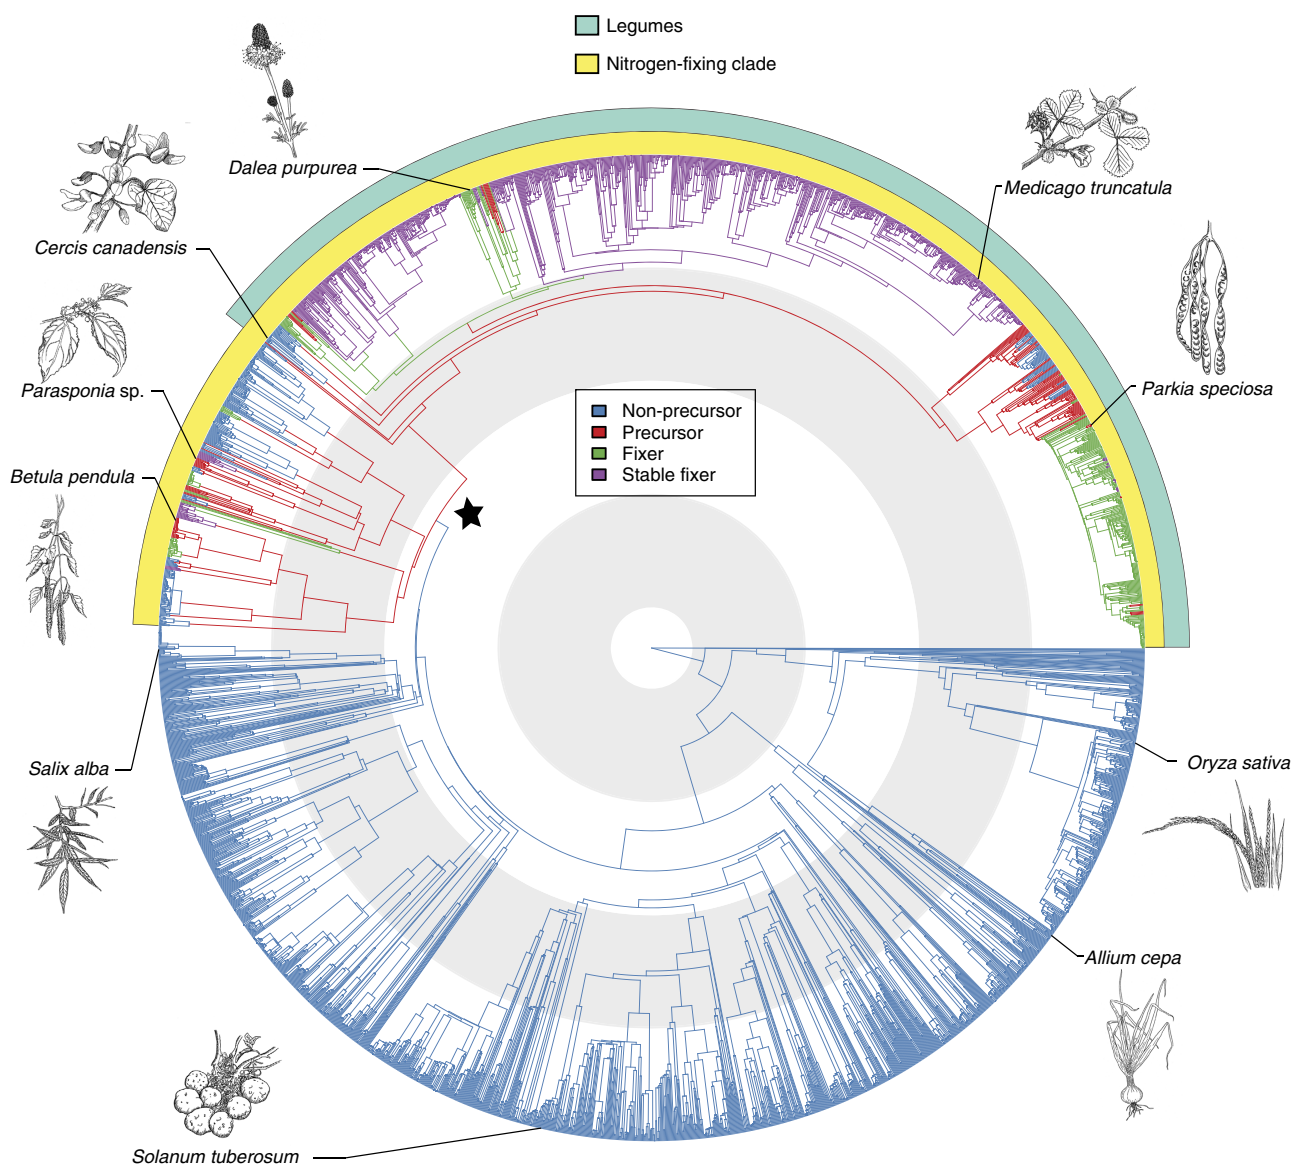 Legumes
Nitrogen-fixing clade
Dalea purpurea
Medicago truncatula
Cercis canadensis
Parasponia sp.
Parkia speciosa
Non-precursor
Precursor
Fixer
Stable fixer
Betula pendula
Salix alba
Oryza sativa
Allium cepa
Solanum tuberosum